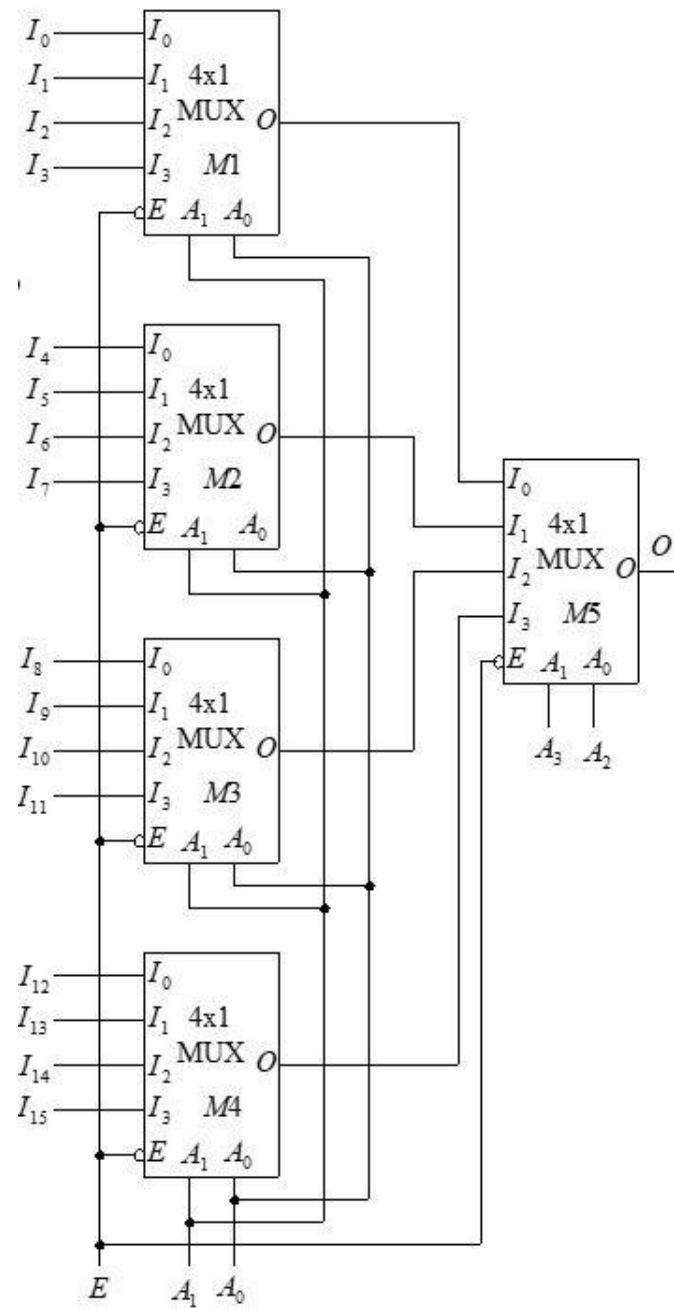 I₀ I₀
I₁ I₁ 4x1
MUX O
I₂ I₂
I₃ I₃ M1
E A₁ A₀
I₄ I₀
I₅ I₁ 4x1
MUX O
I₆ I₂
I₇ I₃ M2
E A₁ A₀
I₈ I₀
I₉ I₁ 4x1
MUX O
I₁₀ I₂
I₁₁ I₃ M3
E A₁ A₀
I₁₂ I₀
I₁₃ I₁ 4x1
MUX O
I₁₄ I₂
I₁₅ I₃ M4
E A₁ A₀
E A₁ A₀
I₀
I₁ 4x1
I₂ MUX O O
I₃ M5
E A₁ A₀
A₃ A₂